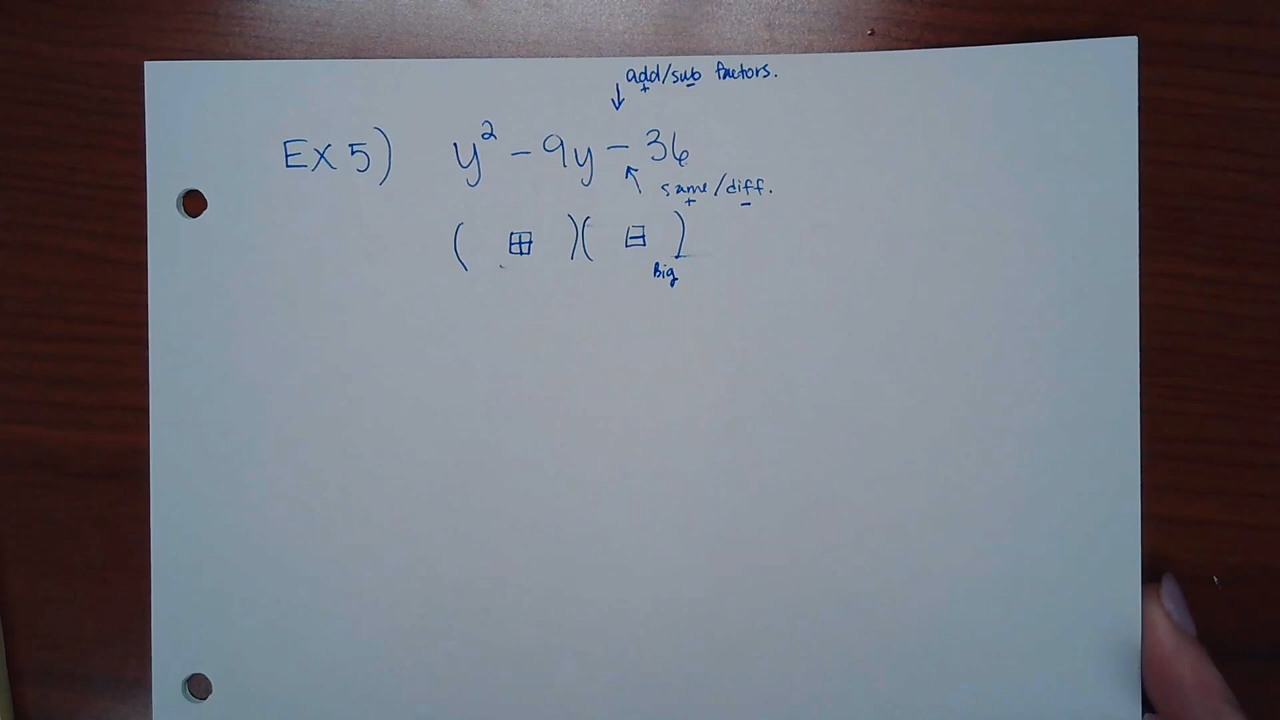 add/sub factors.
+ -
EX 5) y² - 9y - 36
same/diff.
+ -
( + )( - )
Big